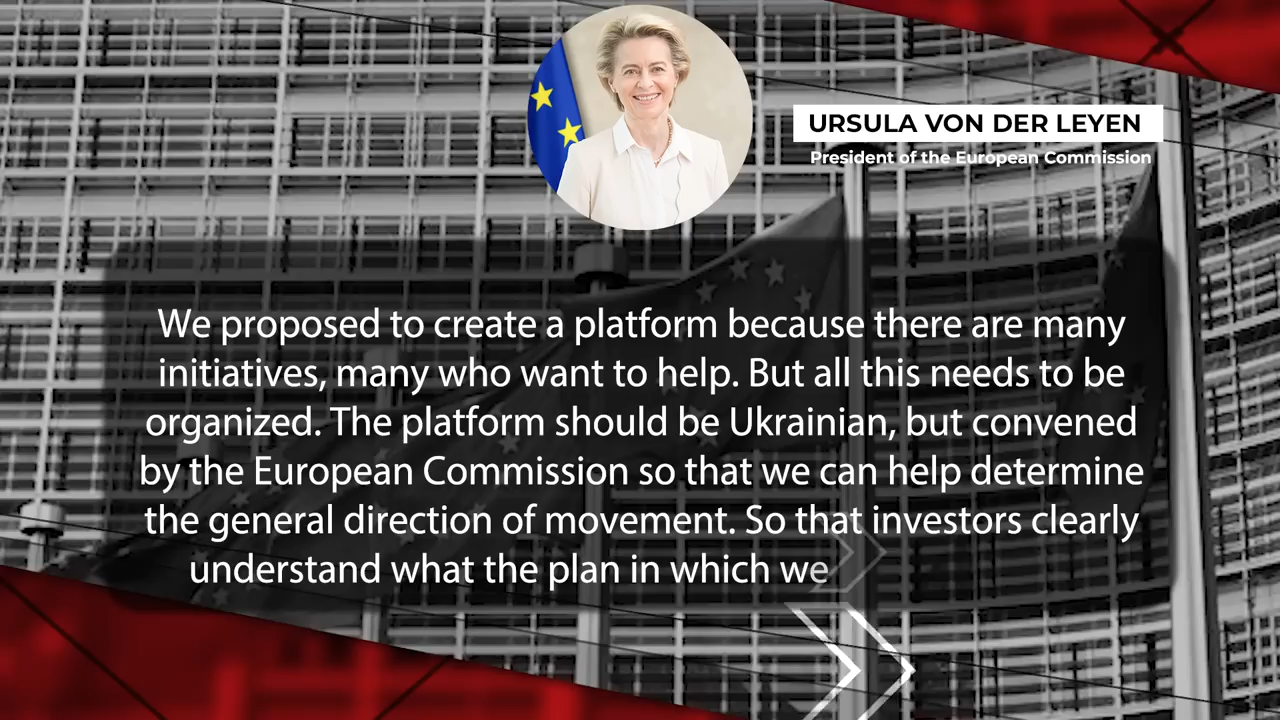 URSULA VON DER LEYEN
President of the European Commission
We proposed to create a platform because there are many
initiatives, many who want to help. But all this needs to be
organized. The platform should be Ukrainian, but convened
by the European Commission so that we can help determine
the general direction of movement. So that investors clearly
understand what the plan in which we